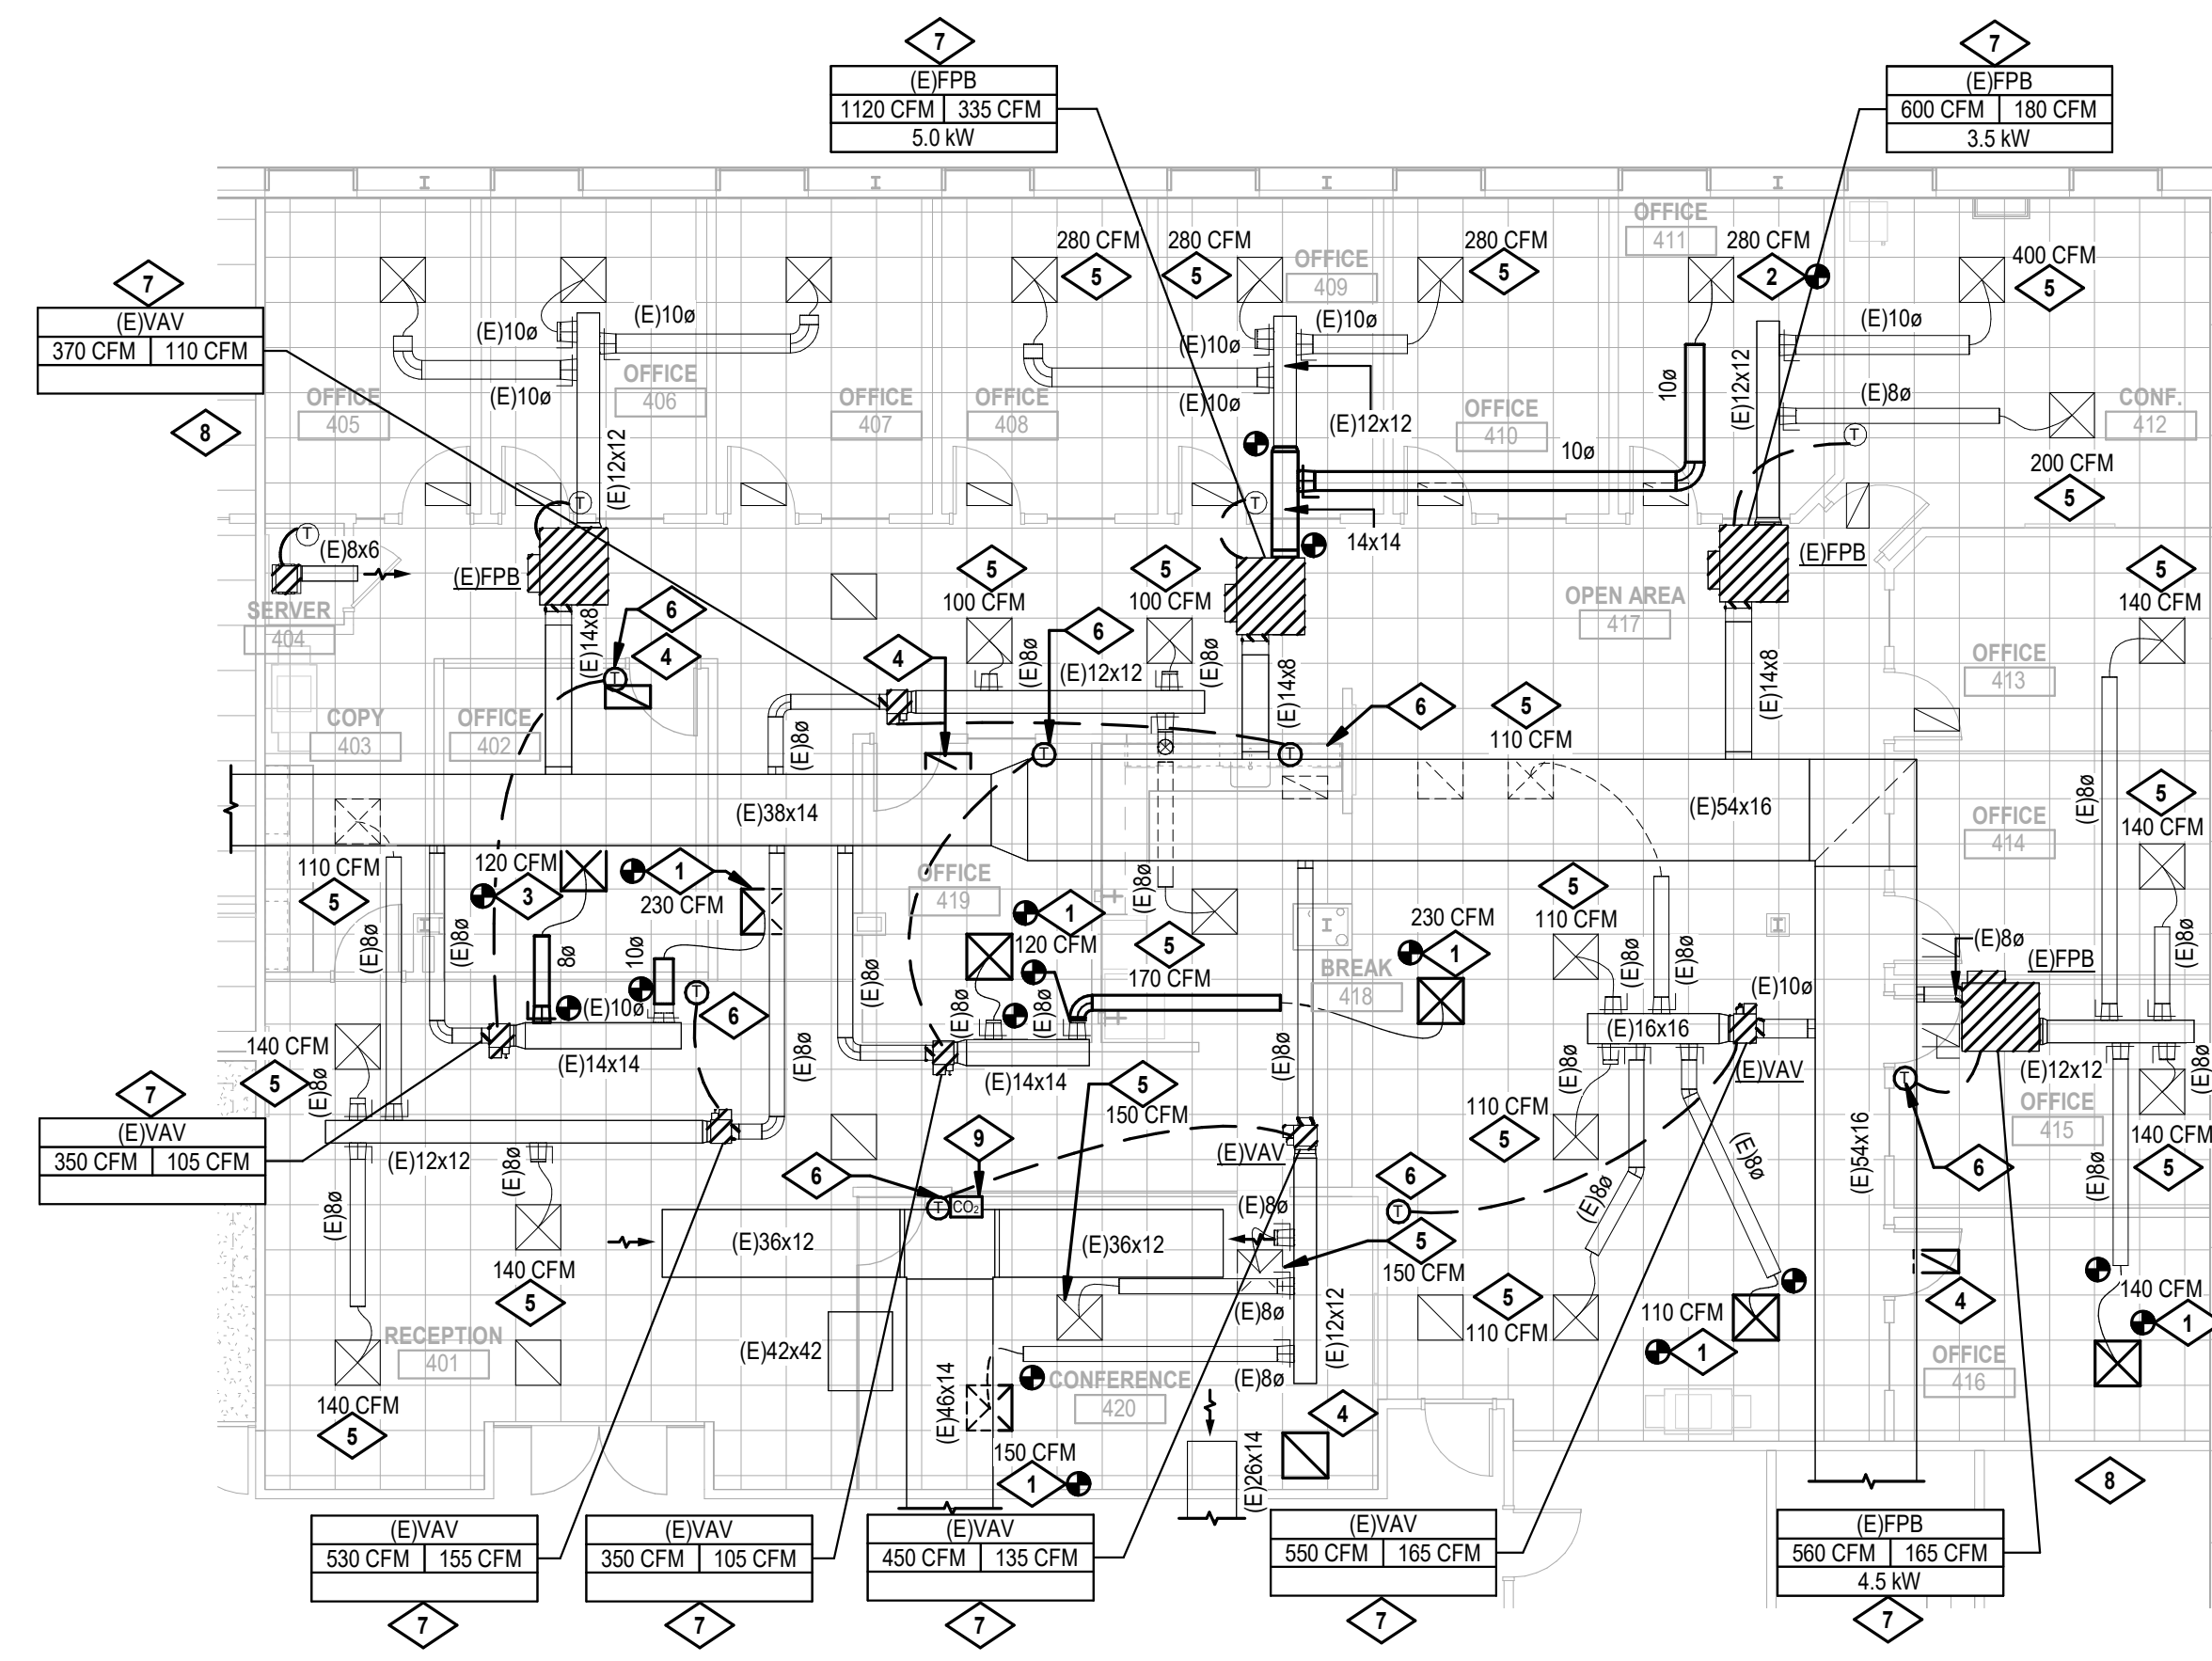 7
(E)FPB
1120 CFM 335 CFM
5.0 kW
7
(E)FPB
600 CFM 180 CFM
3.5 kW
7
(E)VAV
370 CFM 110 CFM
8
280 CFM
5
280 CFM
5
OFFICE
409
280 CFM
5
OFFICE
411
280 CFM
2
400 CFM
5
(E)10ø
(E)10ø
(E)10ø
(E)10ø
(E)10ø
(E)10ø
(E)10ø
(E)8ø
OFFICE
405
OFFICE
406
OFFICE
407
OFFICE
408
OFFICE
410
CONF.
412
(E)12x12
(E)12x12
10ø
10ø
(E)12x12
14x14
200 CFM
5
T
T
T
T
(E)8x6
(E)FPB
(E)FPB
SERVER
404
5
100 CFM
5
100 CFM
OPEN AREA
417
5
140 CFM
(E)14x8
6
4
T
4
6
(E)8ø
(E)12x12
(E)8ø
(E)14x8
(E)14x8
OFFICE
413
COPY
403
OFFICE
402
(E)8ø
T
T
6
5
110 CFM
(E)38x14
(E)54x16
(E)8ø
OFFICE
414
5
140 CFM
110 CFM
5
120 CFM
3
1
230 CFM
OFFICE
419
1
120 CFM
(E)8ø
5
170 CFM
230 CFM
1
5
110 CFM
(E)8ø
(E)8ø
8ø
10ø
(E)10ø
T
6
(E)8ø
(E)8ø
(E)8ø
BREAK
418
(E)8ø
(E)8ø
(E)10ø
(E)8ø
(E)FPB
(E)8ø
140 CFM
5
(E)8ø
(E)14x14
(E)8ø
(E)14x14
(E)8ø
(E)16x16
(E)VAV
(E)8ø
T
(E)12x12
(E)8ø
7
(E)VAV
350 CFM 105 CFM
5
150 CFM
110 CFM
5
OFFICE
415
140 CFM
5
(E)12x12
(E)8ø
(E)8ø
9
6
T
CO2
(E)VAV
6
T
(E)8ø
(E)8ø
(E)54x16
6
(E)8ø
(E)8ø
(E)36x12
(E)36x12
5
150 CFM
140 CFM
5
(E)8ø
(E)12x12
5
110 CFM
110 CFM
1
4
140 CFM
1
RECEPTION
401
(E)42x42
(E)46x14
(E)8ø
CONFERENCE
420
OFFICE
416
140 CFM
5
4
150 CFM
1
(E)26x14
8
(E)VAV
530 CFM 155 CFM
7
(E)VAV
350 CFM 105 CFM
7
(E)VAV
450 CFM 135 CFM
7
(E)VAV
550 CFM 165 CFM
7
(E)FPB
560 CFM 165 CFM
4.5 kW
7